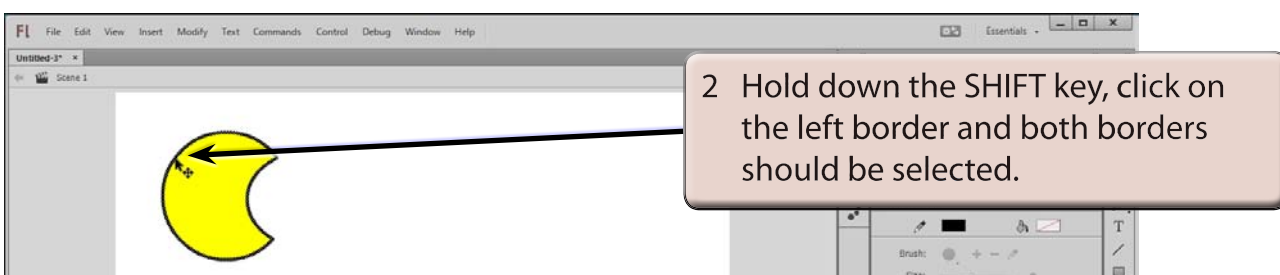 Fl File Edit View Insert Modify Text Commands Control Debug Window Help Essentials
Untitled-3* ×
Scene 1
2 Hold down the SHIFT key, click on
the left border and both borders
should be selected.
T
Brush: